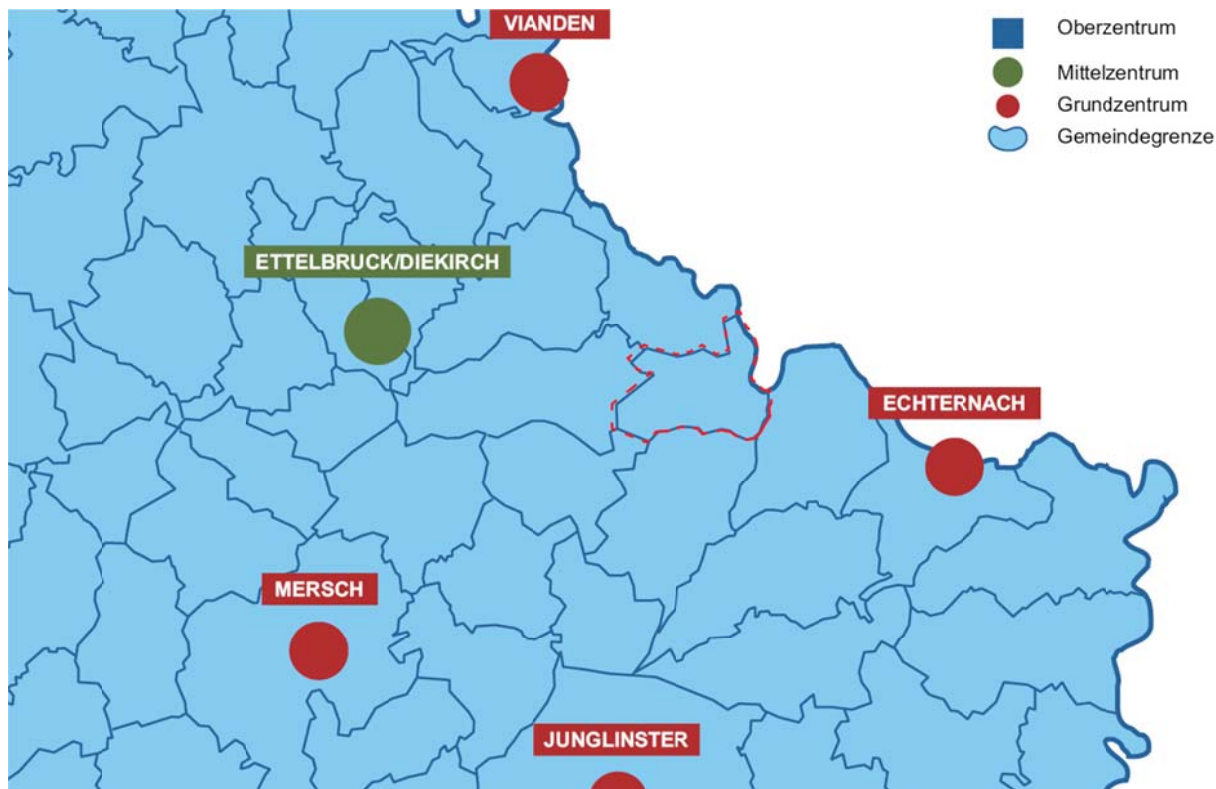 VIANDEN
Oberzentrum
Mittelzentrum
Grundzentrum
Gemeindegrenze
ETTELBRUCK/DIEKIRCH
ECHTERNACH
MERSCH
JUNGLINSTER